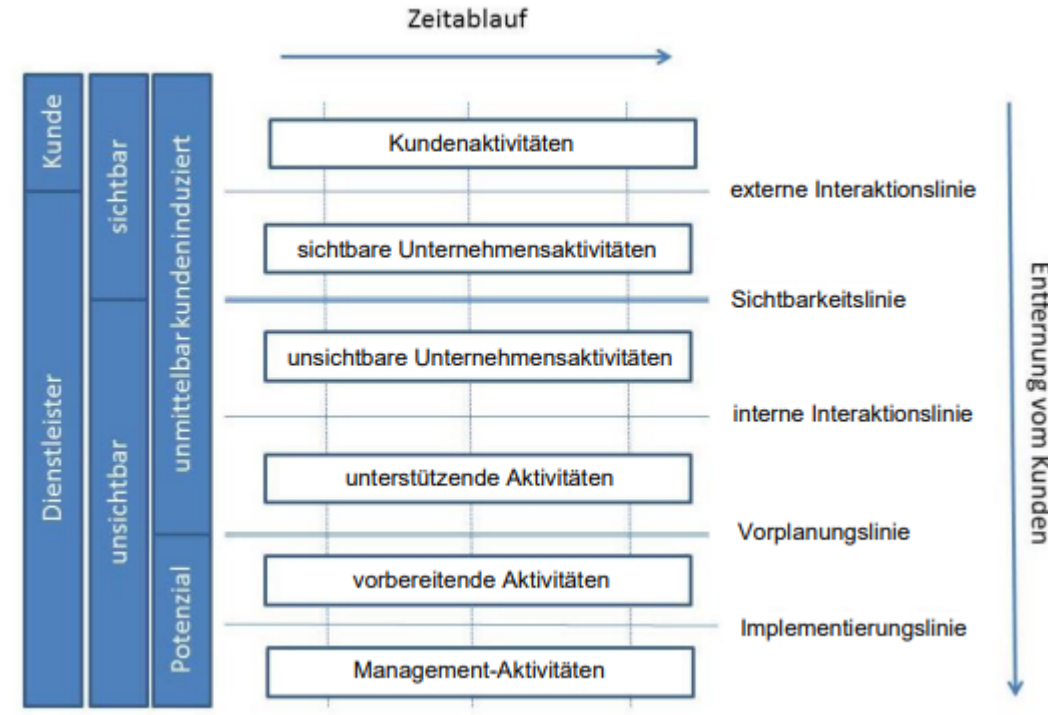 Zeitablauf
Kunde
Dienstleister
sichtbar
unsichtbar
unmittelbar kundeninduziert
Potenzial
Kundenaktivitäten
externe Interaktionslinie
sichtbare Unternehmensaktivitäten
Sichtbarkeitslinie
unsichtbare Unternehmensaktivitäten
interne Interaktionslinie
unterstützende Aktivitäten
Vorplanungslinie
vorbereitende Aktivitäten
Implementierungslinie
Management-Aktivitäten
Entfernung vom Kunden